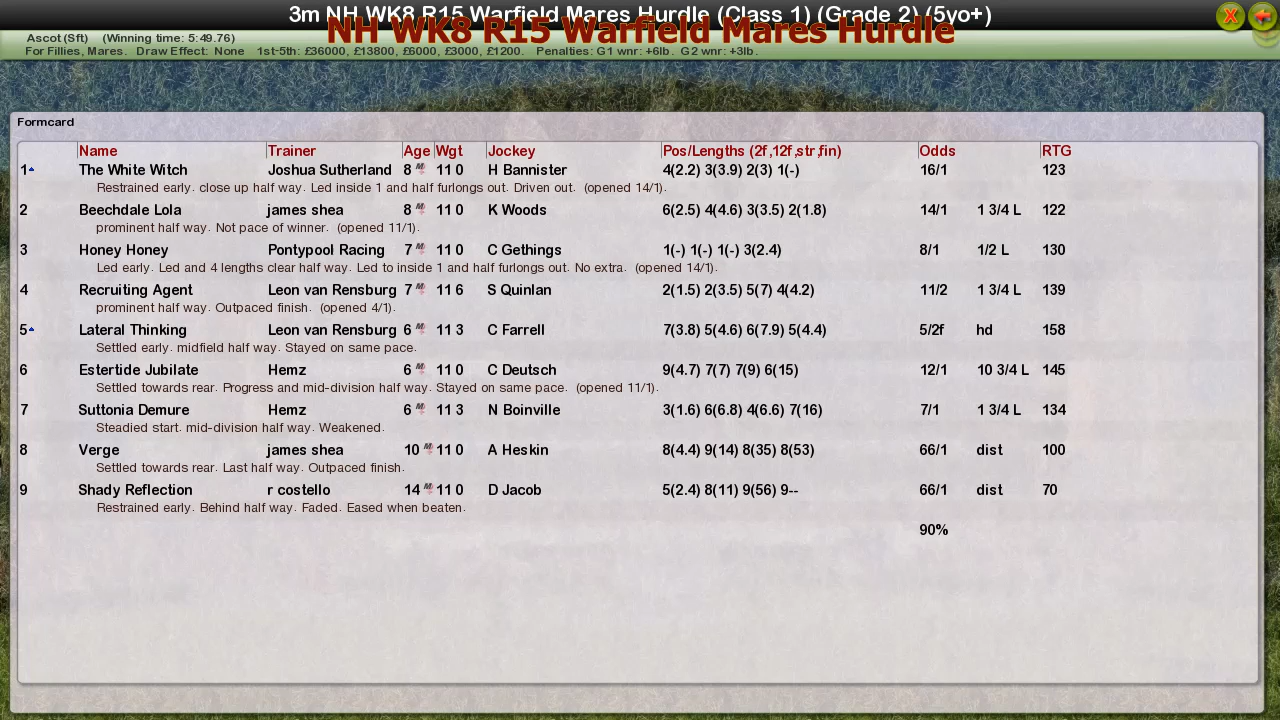 3m NH WK8 R15 Warfield Mares Hurdle (Class 1) (Grade 2) (5yo+)
NH WK8 R15 Warfield Mares Hurdle
Ascot (Sft) (Winning time: 5:49.76)
For Fillies, Mares. Draw Effect: None 1st-5th: £36000, £13800, £6000, £3000, £1200. Penalties: G1 wnr: +6lb. G2 wnr: +3lb.
X
Formcard
Name Trainer Age Wgt Jockey Pos/Lengths (2f,12f,str,fin) Odds RTG
1 The White Witch Joshua Sutherland 8 M 11 0 H Bannister 4(2.2) 3(3.9) 2(3) 1(-) 16/1 123
Restrained early. close up half way. Led inside 1 and half furlongs out. Driven out. (opened 14/1).
2 Beechdale Lola james shea 8 M 11 0 K Woods 6(2.5) 4(4.6) 3(3.5) 2(1.8) 14/1 1 3/4 L 122
prominent half way. Not pace of winner. (opened 11/1).
3 Honey Honey Pontypool Racing 7 M 11 0 C Gethings 1(-) 1(-) 1(-) 3(2.4) 8/1 1/2 L 130
Led early. Led and 4 lengths clear half way. Led to inside 1 and half furlongs out. No extra. (opened 14/1).
4 Recruiting Agent Leon van Rensburg 7 M 11 6 S Quinlan 2(1.5) 2(3.5) 5(7) 4(4.2) 11/2 1 3/4 L 139
prominent half way. Outpaced finish. (opened 4/1).
5 Lateral Thinking Leon van Rensburg 6 M 11 3 C Farrell 7(3.8) 5(4.6) 6(7.9) 5(4.4) 5/2f hd 158
Settled early. midfield half way. Stayed on same pace.
6 Estertide Jubilate Hemz 6 M 11 0 C Deutsch 9(4.7) 7(7) 7(9) 6(15) 12/1 10 3/4 L 145
Settled towards rear. Progress and mid-division half way. Stayed on same pace. (opened 11/1).
7 Suttonia Demure Hemz 6 M 11 3 N Boinville 3(1.6) 6(6.8) 4(6.6) 7(16) 7/1 1 3/4 L 134
Steadied start. mid-division half way. Weakened.
8 Verge james shea 10 M 11 0 A Heskin 8(4.4) 9(14) 8(35) 8(53) 66/1 dist 100
Settled towards rear. Last half way. Outpaced finish.
9 Shady Reflection r costello 14 M 11 0 D Jacob 5(2.4) 8(11) 9(56) 9-- 66/1 dist 70
Restrained early. Behind half way. Faded. Eased when beaten.
90%